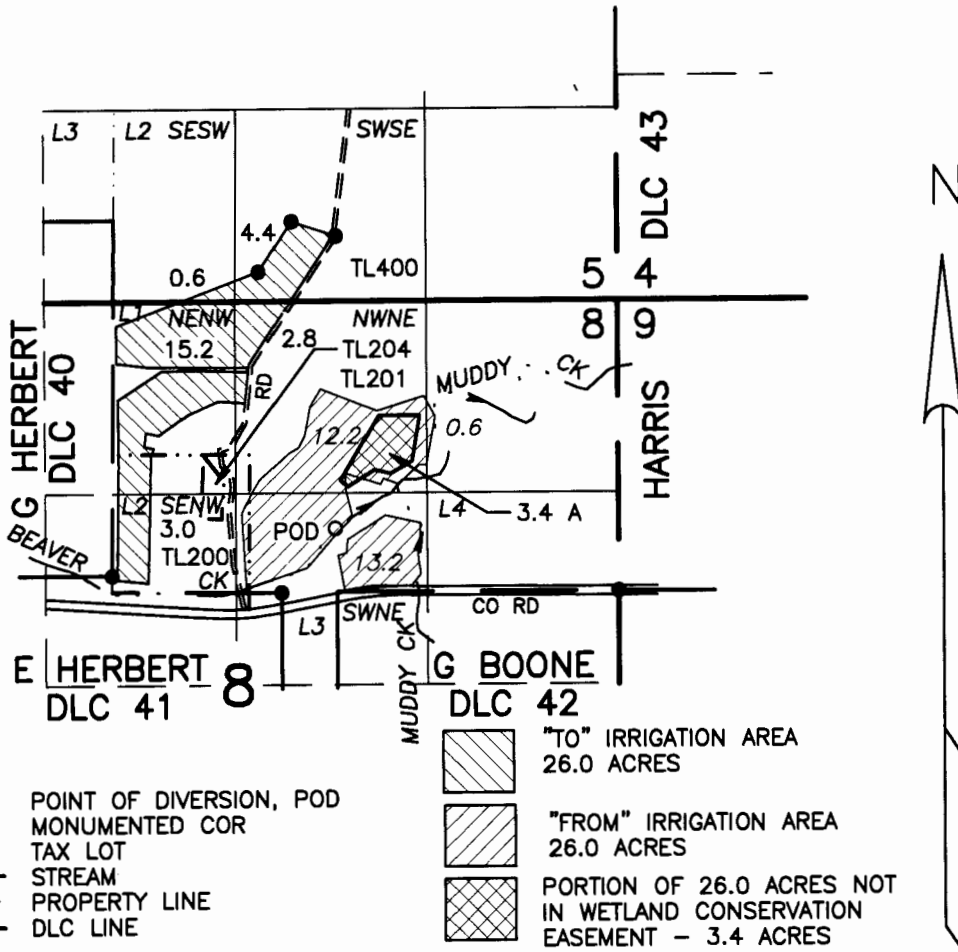 L3 L2 SESW SWSE
DLC 43
N
4.4
0.6
TL400
5 4
L1
NENW
NWNE
8 9
15.2
2.8
TL204
TL201
RD
MUDDY CK
G HERBERT
DLC 40
12.2
0.6
HARRIS
L2 SENW
L4
3.4 A
3.0
POD
BEAVER
TL200
CK
13.2
L3
SWNE
CO RD
MUDDY CK
E HERBERT
DLC 41
8
G BOONE
DLC 42
"TO" IRRIGATION AREA
26.0 ACRES
POINT OF DIVERSION, POD
MONUMENTED COR
TAX LOT
STREAM
PROPERTY LINE
DLC LINE
"FROM" IRRIGATION AREA
26.0 ACRES
PORTION OF 26.0 ACRES NOT
IN WETLAND CONSERVATION
EASEMENT – 3.4 ACRES